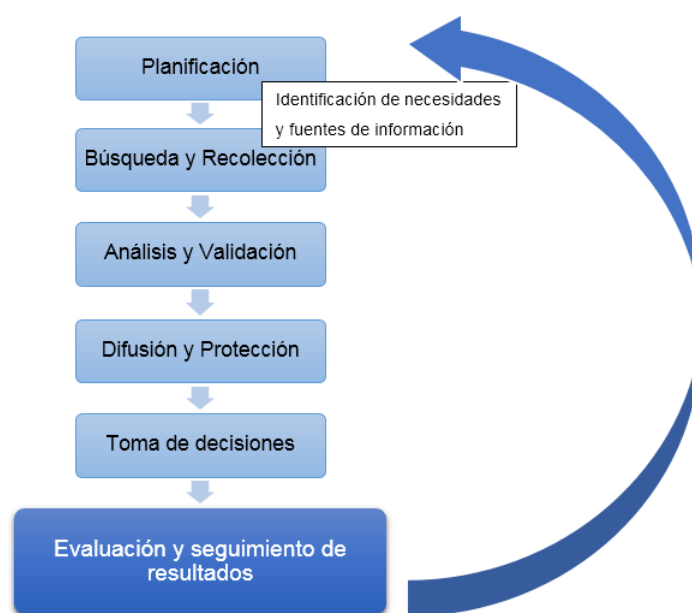 Planificación
Identificación de necesidades
y fuentes de información
Búsqueda y Recolección
Análisis y Validación
Difusión y Protección
Toma de decisiones
Evaluación y seguimiento de
resultados